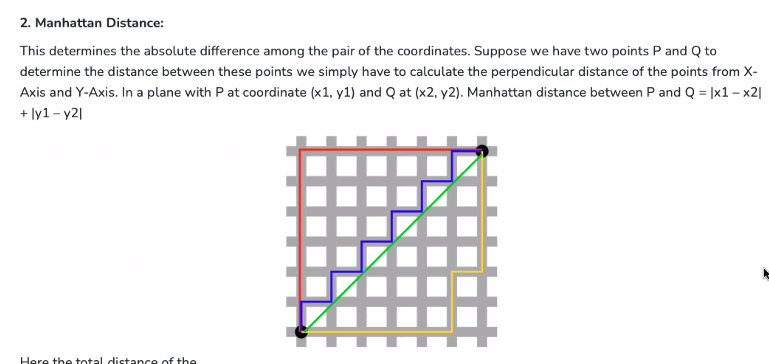 2. Manhattan Distance:
This determines the absolute difference among the pair of the coordinates. Suppose we have two points P and Q to
determine the distance between these points we simply have to calculate the perpendicular distance of the points from X-
Axis and Y-Axis. In a plane with P at coordinate (x1, y1) and Q at (x2, y2). Manhattan distance between P and Q = |x1 – x2|
+ |y1 – y2|
Here the total distance of the